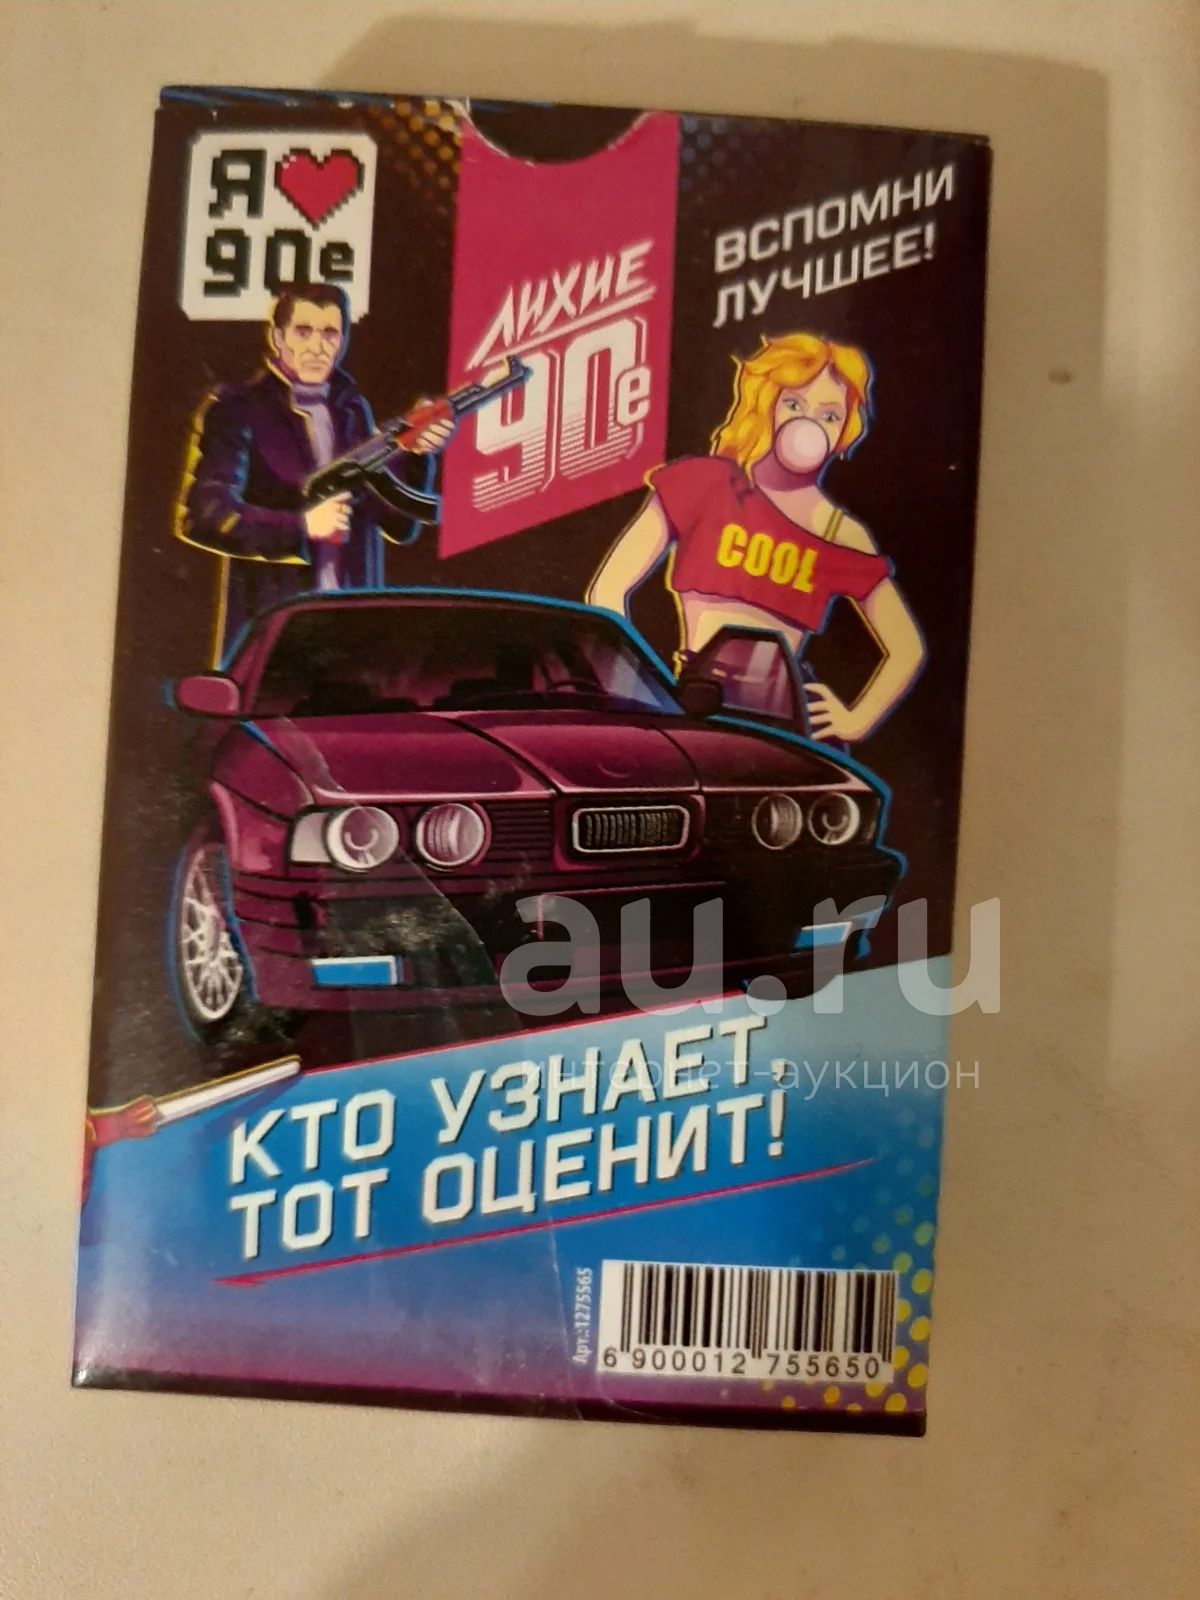 Я ❤
90е
ЛИХИЕ
90е
ВСПОМНИ
ЛУЧШЕЕ!
COOL
au.ru
интернет-аукцион
КТО УЗНАЕТ,
ТОТ ОЦЕНИТ!
Арт.:1275565
6 900012 755650